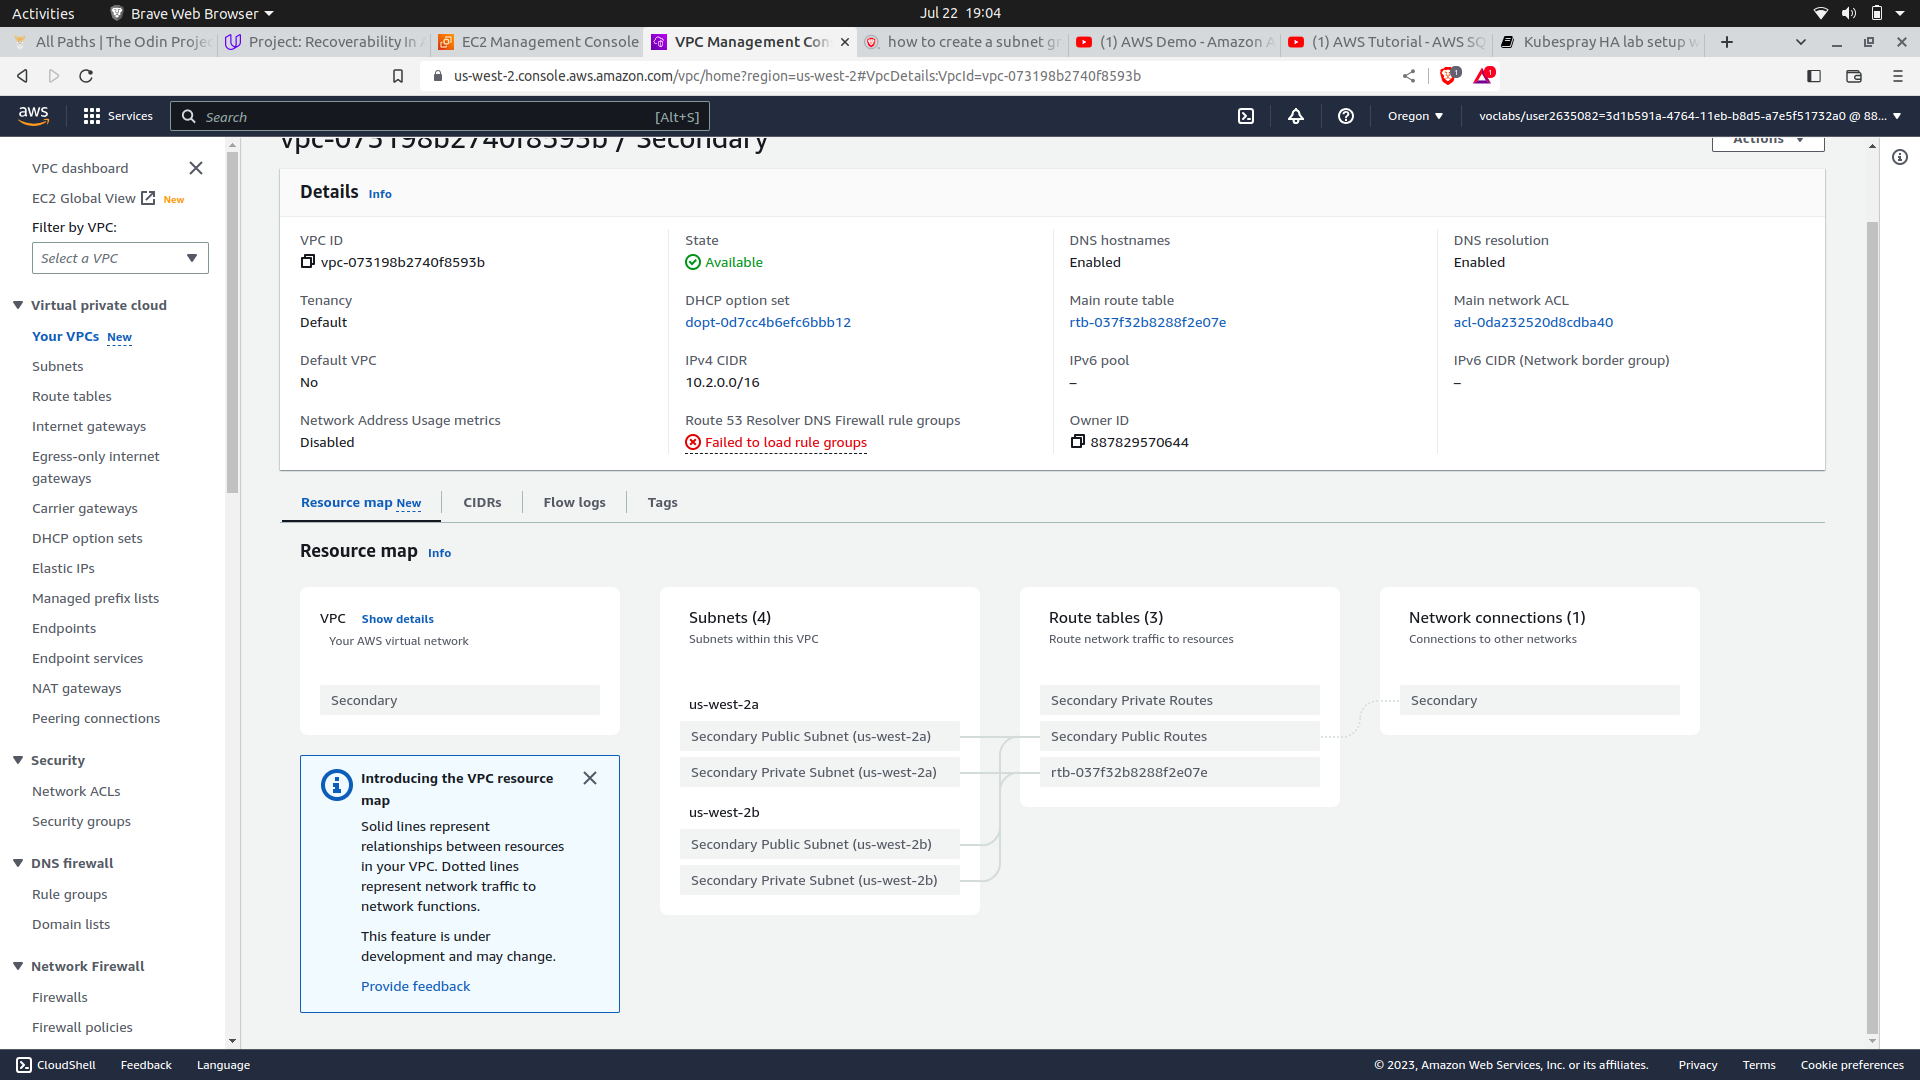 Activities
Brave Web Browser
Jul 22 19:04
All Paths | The Odin Projec
Project: Recoverability In A
EC2 Management Console
VPC Management Con
how to create a subnet gr
(1) AWS Demo - Amazon A
(1) AWS Tutorial - AWS SQ
Kubespray HA lab setup w
us-west-2.console.aws.amazon.com/vpc/home?region=us-west-2#VpcDetails:VpcId=vpc-073198b2740f8593b
1
1
aws
Services
Search
[Alt+S]
Oregon
voclabs/user2635082=3d1b591a-4764-11eb-b8d5-a7e5f51732a0 @ 88...
VPC dashboard
EC2 Global View
New
Filter by VPC:
Select a VPC
Virtual private cloud
Your VPCs New
Subnets
Route tables
Internet gateways
Egress-only internet
gateways
Carrier gateways
DHCP option sets
Elastic IPs
Managed prefix lists
Endpoints
Endpoint services
NAT gateways
Peering connections
Security
Network ACLs
Security groups
DNS firewall
Rule groups
Domain lists
Network Firewall
Firewalls
Firewall policies
vpc-073198b2740f8593b / Secondary
Actions
Details Info
VPC ID
vpc-073198b2740f8593b
State
Available
DNS hostnames
Enabled
DNS resolution
Enabled
Tenancy
Default
DHCP option set
dopt-0d7cc4b6efc6bbb12
Main route table
rtb-037f32b8288f2e07e
Main network ACL
acl-0da232520d8cdba40
Default VPC
No
IPv4 CIDR
10.2.0.0/16
IPv6 pool
–
IPv6 CIDR (Network border group)
–
Network Address Usage metrics
Disabled
Route 53 Resolver DNS Firewall rule groups
Failed to load rule groups
Owner ID
887829570644
Resource map New
CIDRs
Flow logs
Tags
Resource map Info
VPC Show details
Your AWS virtual network
Secondary
Introducing the VPC resource
map
Solid lines represent
relationships between resources
in your VPC. Dotted lines
represent network traffic to
network functions.
This feature is under
development and may change.
Provide feedback
Subnets (4)
Subnets within this VPC
us-west-2a
Secondary Public Subnet (us-west-2a)
Secondary Private Subnet (us-west-2a)
us-west-2b
Secondary Public Subnet (us-west-2b)
Secondary Private Subnet (us-west-2b)
Route tables (3)
Route network traffic to resources
Secondary Private Routes
Secondary Public Routes
rtb-037f32b8288f2e07e
Network connections (1)
Connections to other networks
Secondary
CloudShell
Feedback
Language
© 2023, Amazon Web Services, Inc. or its affiliates.
Privacy
Terms
Cookie preferences